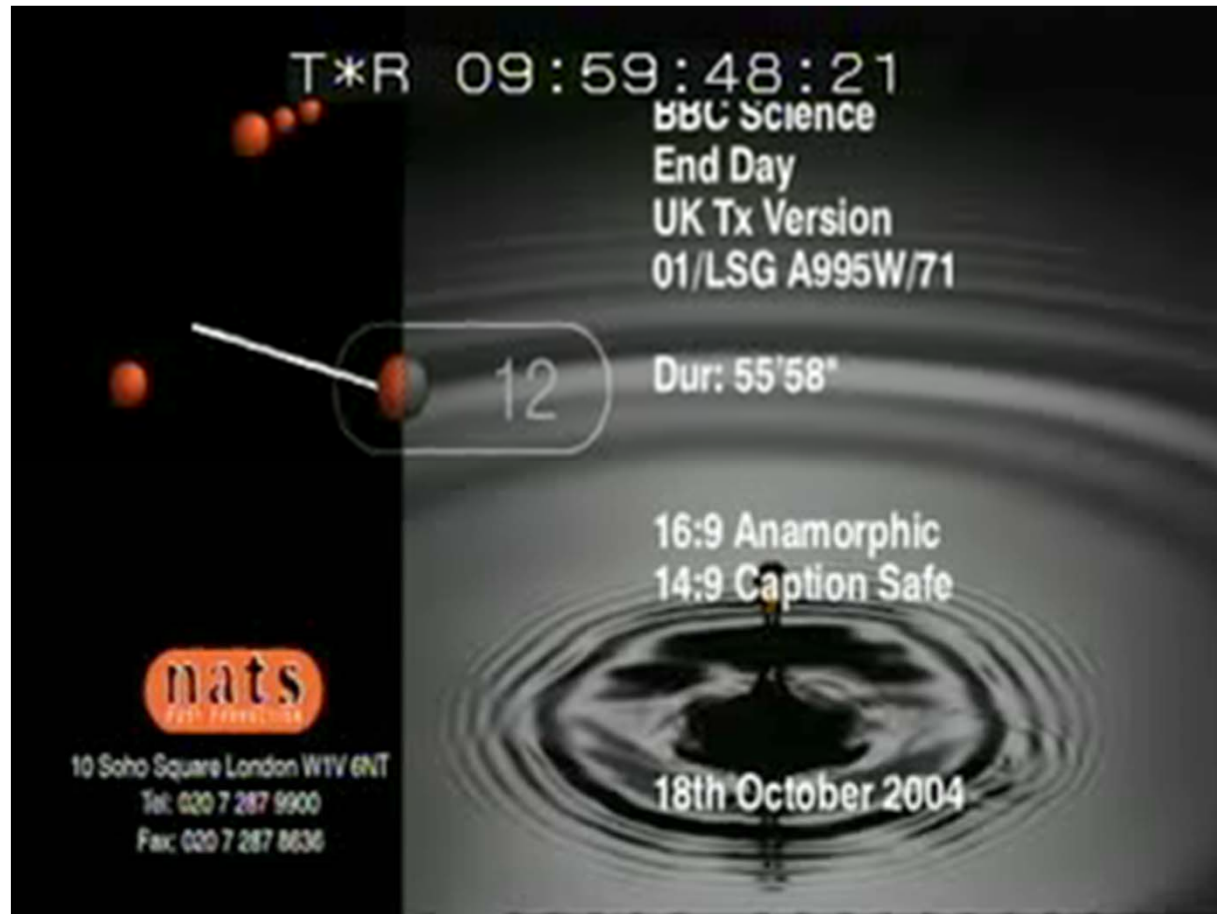 T*R 09:59:48:21
BBC Science
End Day
UK Tx Version
01/LSG A995W/71
12
Dur: 55'58"
16:9 Anamorphic
14:9 Caption Safe
nats
POST PRODUCTION
10 Soho Square London W1V 6NT
Tel: 020 7 287 9900
Fax: 020 7 287 8636
18th October 2004